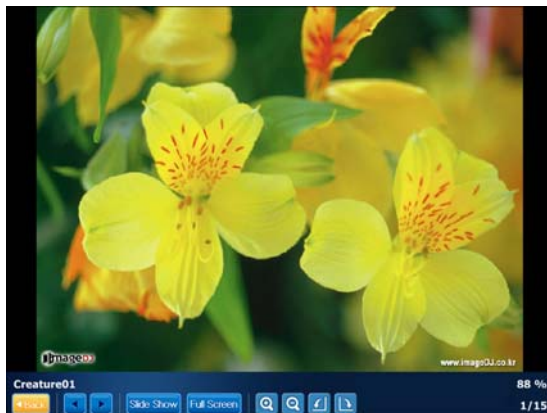 imageDJ
www.imageDJ.co.kr
Creature01
88 %
Back
Slide Show
Full Screen
1/15